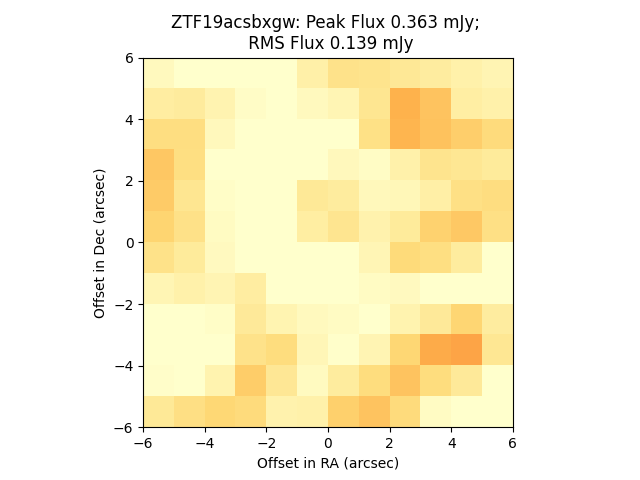 ZTF19acsbxgw: Peak Flux 0.363 mJy;
RMS Flux 0.139 mJy
6
4
2
0
−2
−4
−6
Offset in Dec (arcsec)
−6 −4 −2 0 2 4 6
Offset in RA (arcsec)